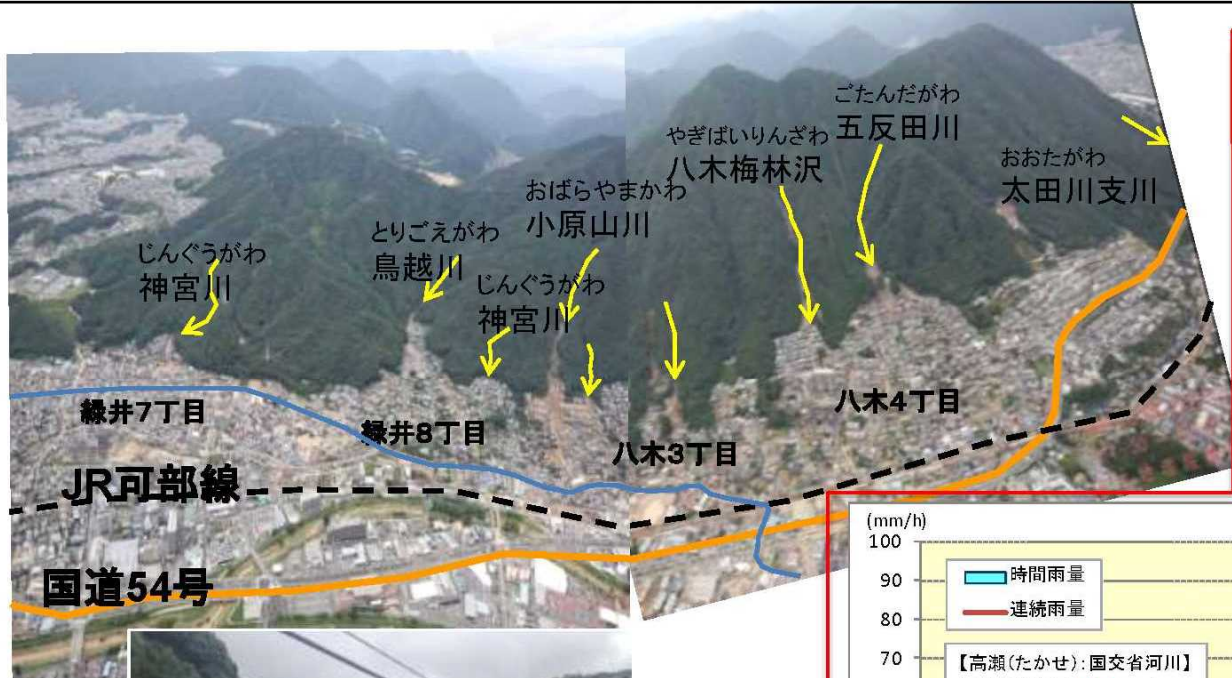 ごたんだがわ
五反田川
やぎばいりんざわ
八木梅林沢
おおたがわ
太田川支川
おばらやまかわ
小原山川
とりごえがわ
鳥越川
じんぐうがわ
神宮川
じんぐうがわ
神宮川
緑井7丁目
緑井8丁目
八木3丁目
八木4丁目
JR可部線
国道54号
(mm/h)
100
90
80
70
時間雨量
連続雨量
【高瀬(たかせ):国交省河川】